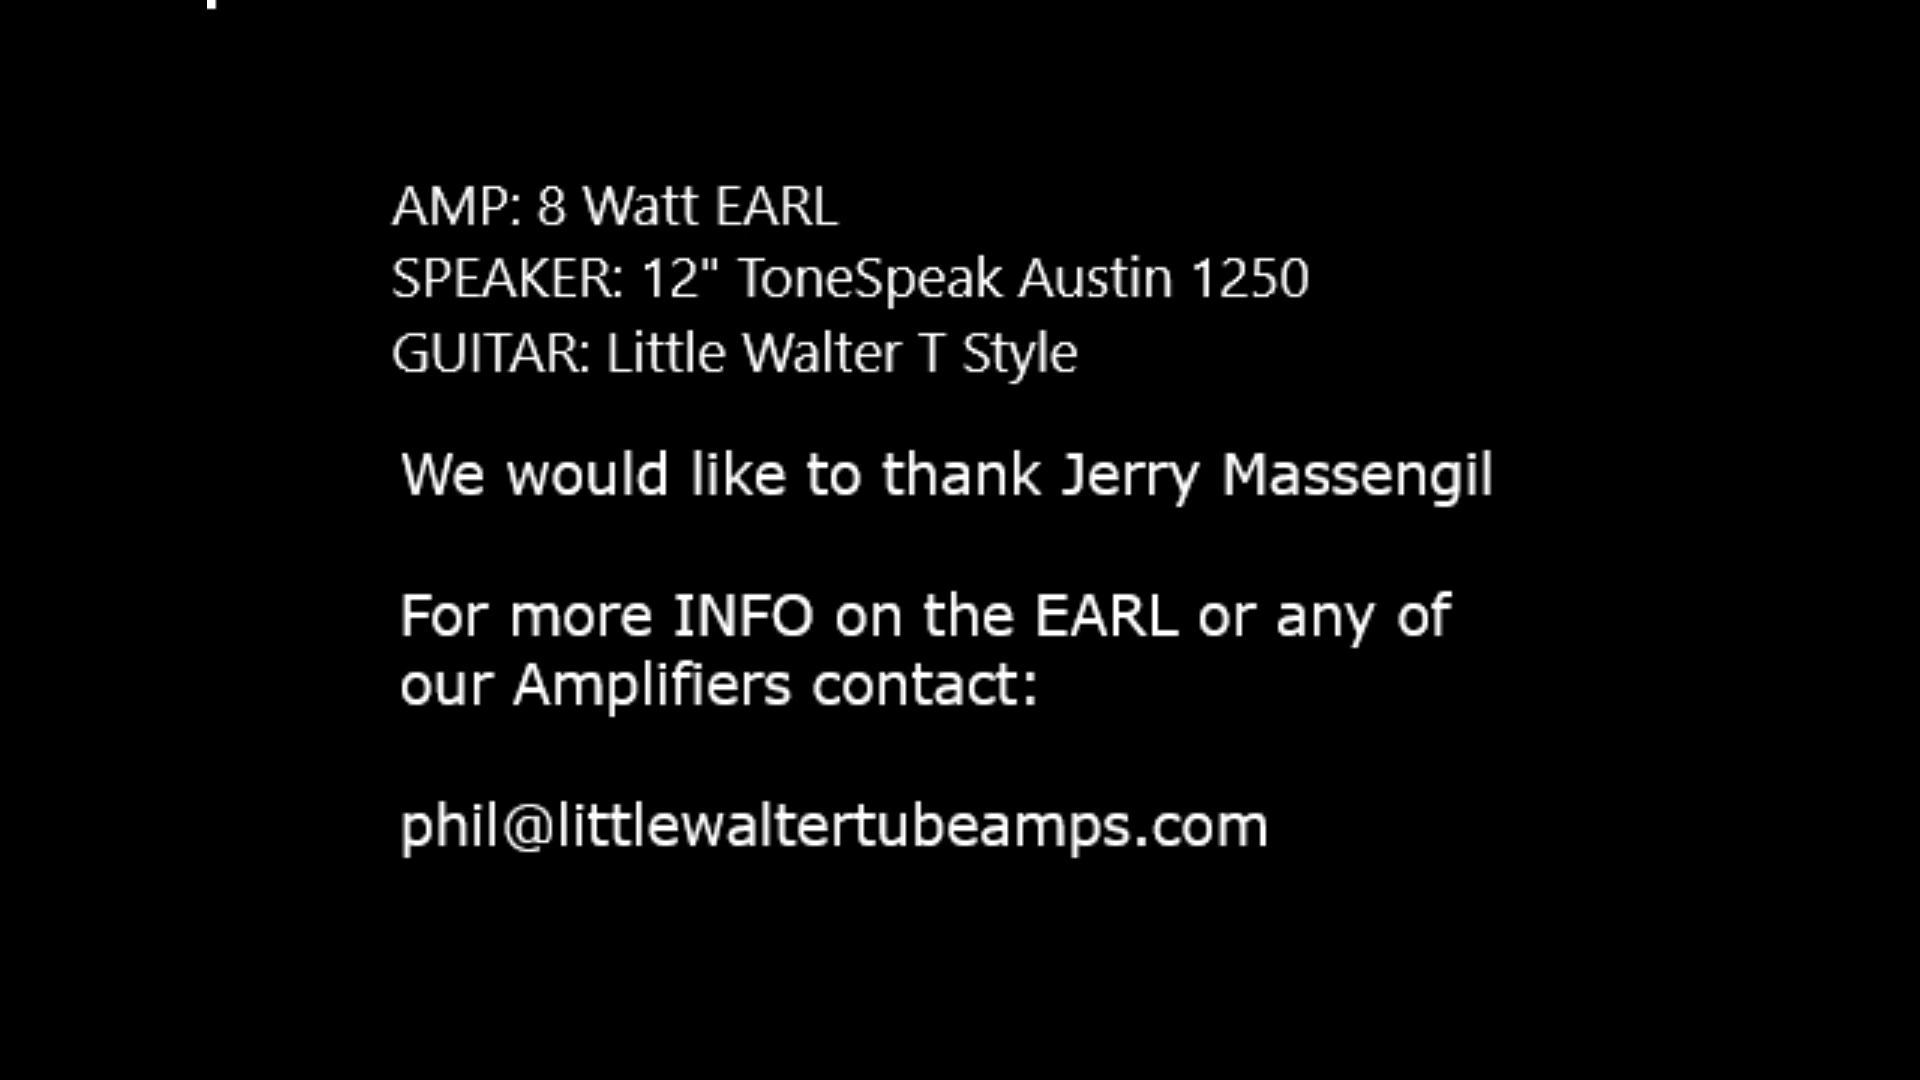 AMP: 8 Watt EARL
SPEAKER: 12" ToneSpeak Austin 1250
GUITAR: Little Walter T Style
We would like to thank Jerry Massengil
For more INFO on the EARL or any of
our Amplifiers contact:
phil@littlewaltertubeamps.com